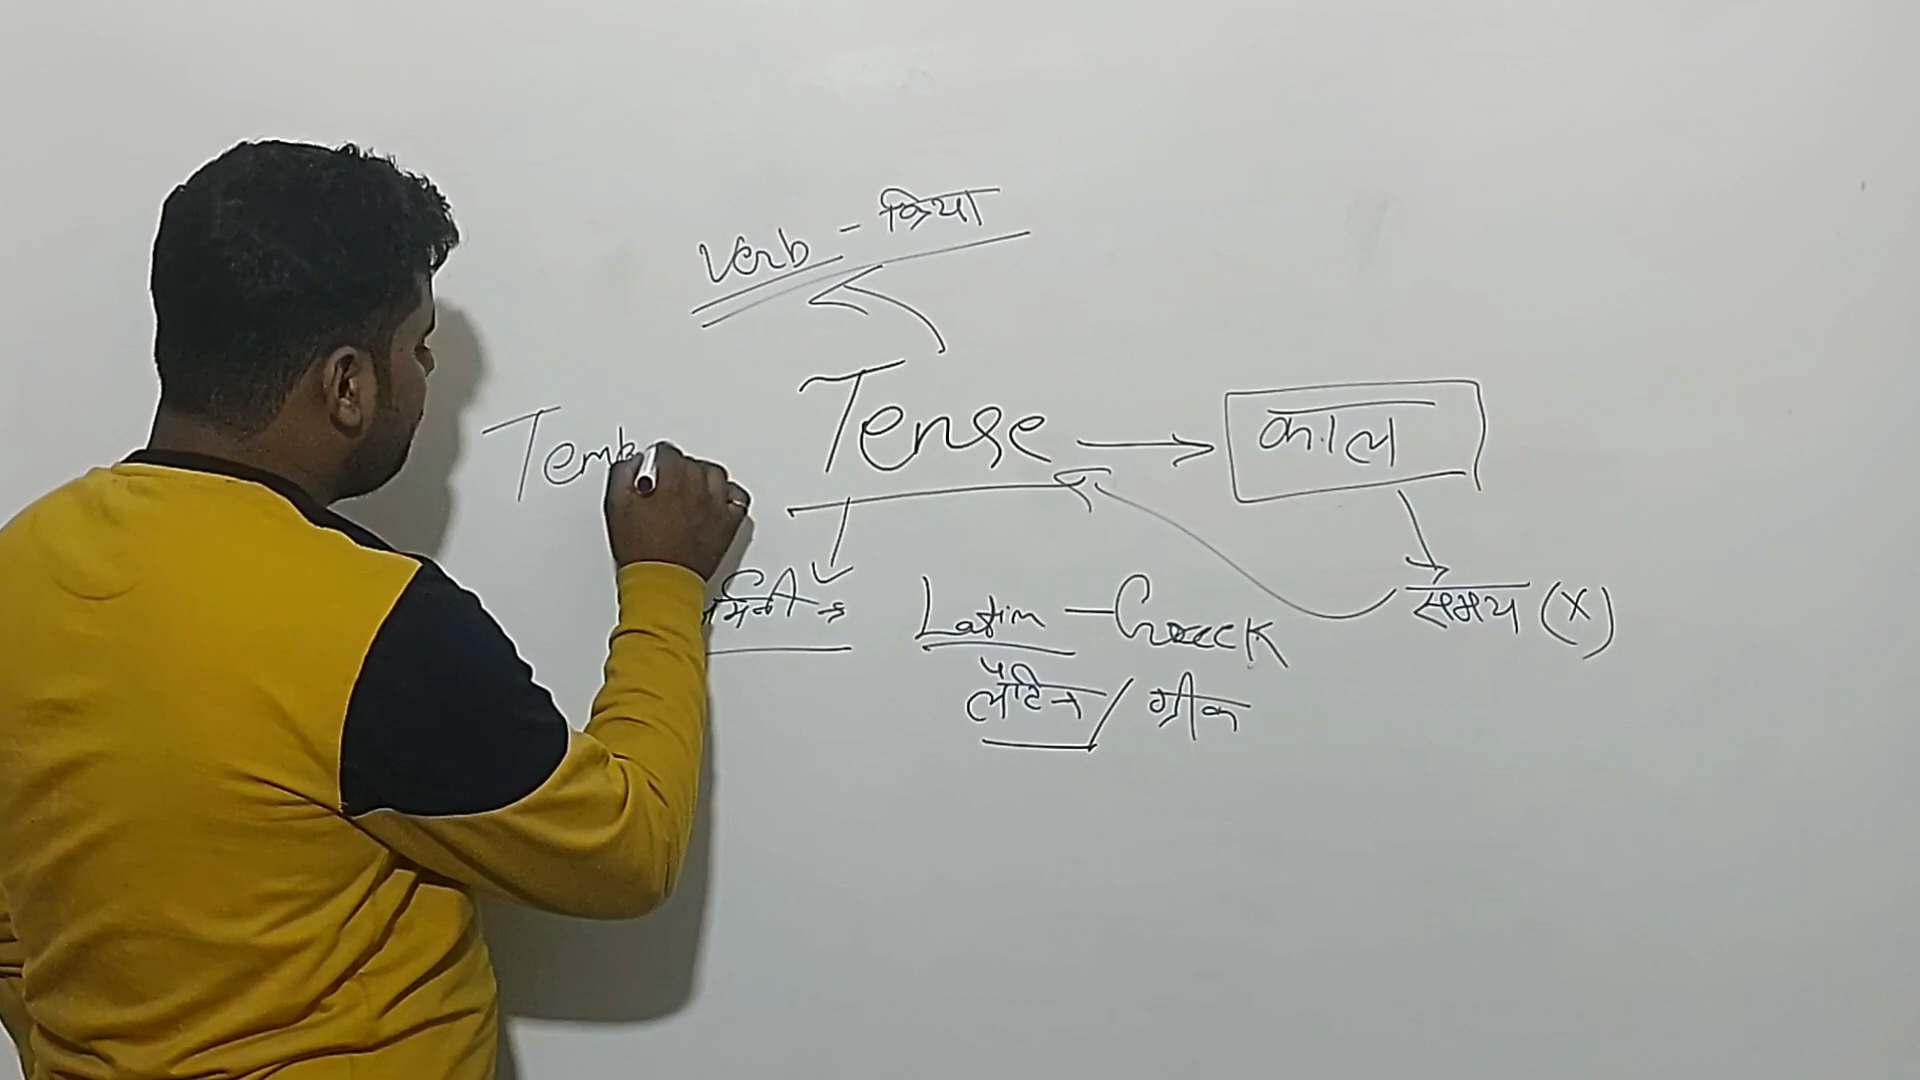 Verb - क्रिया
Tense → काल
Temp
समय (X)
Latin - Greeck
लैटिन / ग्रीक